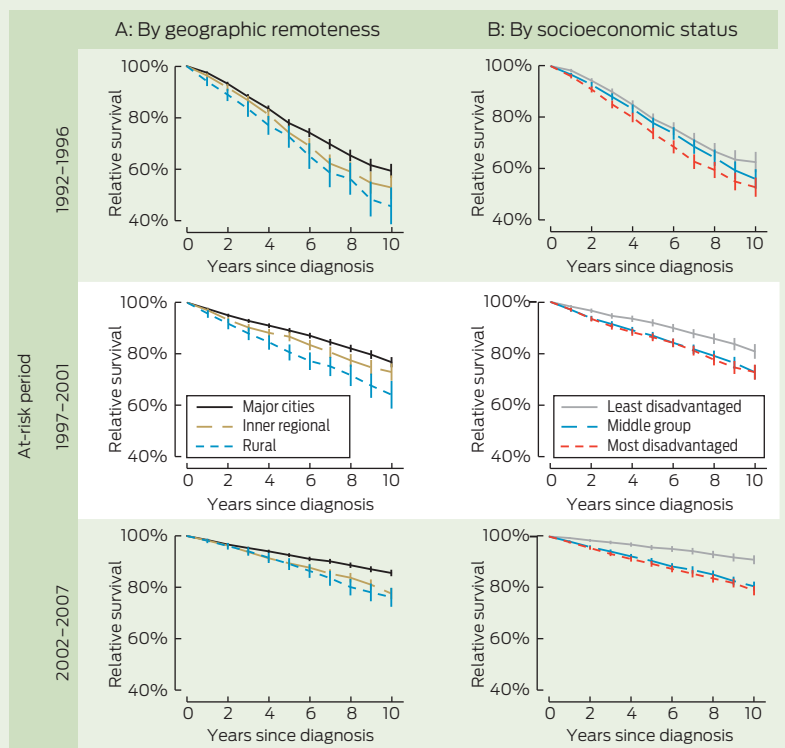 A: By geographic remoteness
B: By socioeconomic status
At-risk period
1992–1996
Relative survival
100%
80%
60%
40%
0 2 4 6 8 10
Years since diagnosis
Relative survival
100%
80%
60%
40%
0 2 4 6 8 10
Years since diagnosis
1997–2001
Relative survival
100%
80%
60%
40%
Major cities
Inner regional
Rural
0 2 4 6 8 10
Years since diagnosis
Relative survival
100%
80%
60%
40%
Least disadvantaged
Middle group
Most disadvantaged
0 2 4 6 8 10
Years since diagnosis
2002–2007
Relative survival
100%
80%
60%
40%
0 2 4 6 8 10
Years since diagnosis
Relative survival
100%
80%
60%
40%
0 2 4 6 8 10
Years since diagnosis